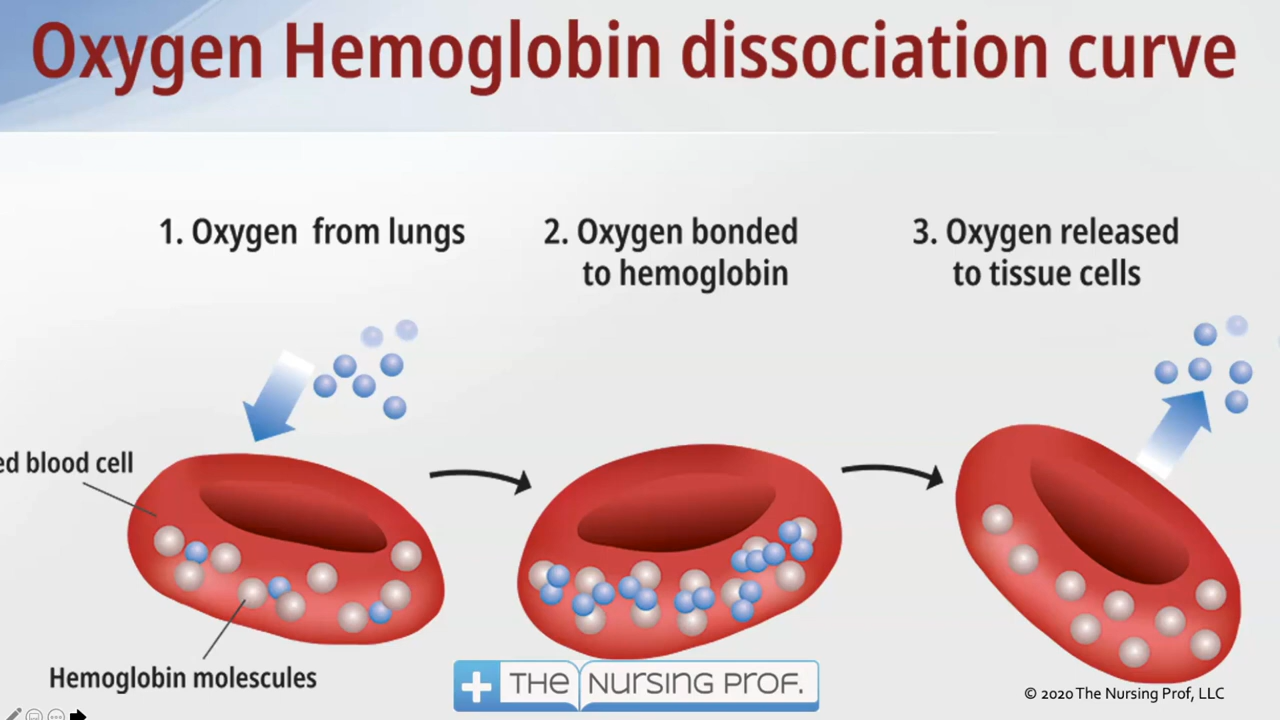 Oxygen Hemoglobin dissociation curve
1. Oxygen from lungs
2. Oxygen bonded
to hemoglobin
3. Oxygen released
to tissue cells
ed blood cell
Hemoglobin molecules
THE NURSING PROF.
© 2020 The Nursing Prof, LLC